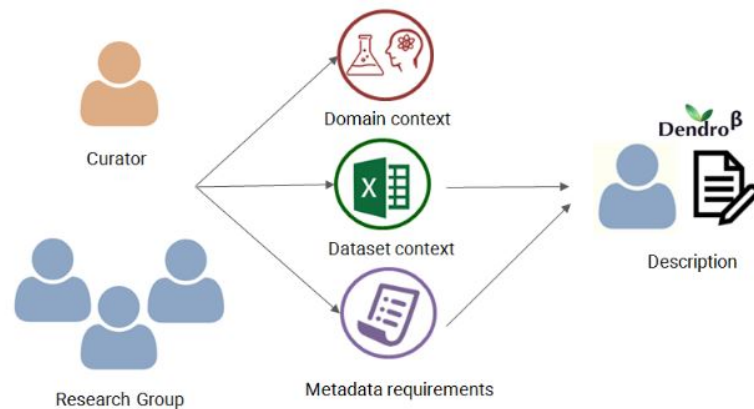 Curator
Research Group
Domain context
X
Dataset context
Metadata requirements
Dendro β
Description